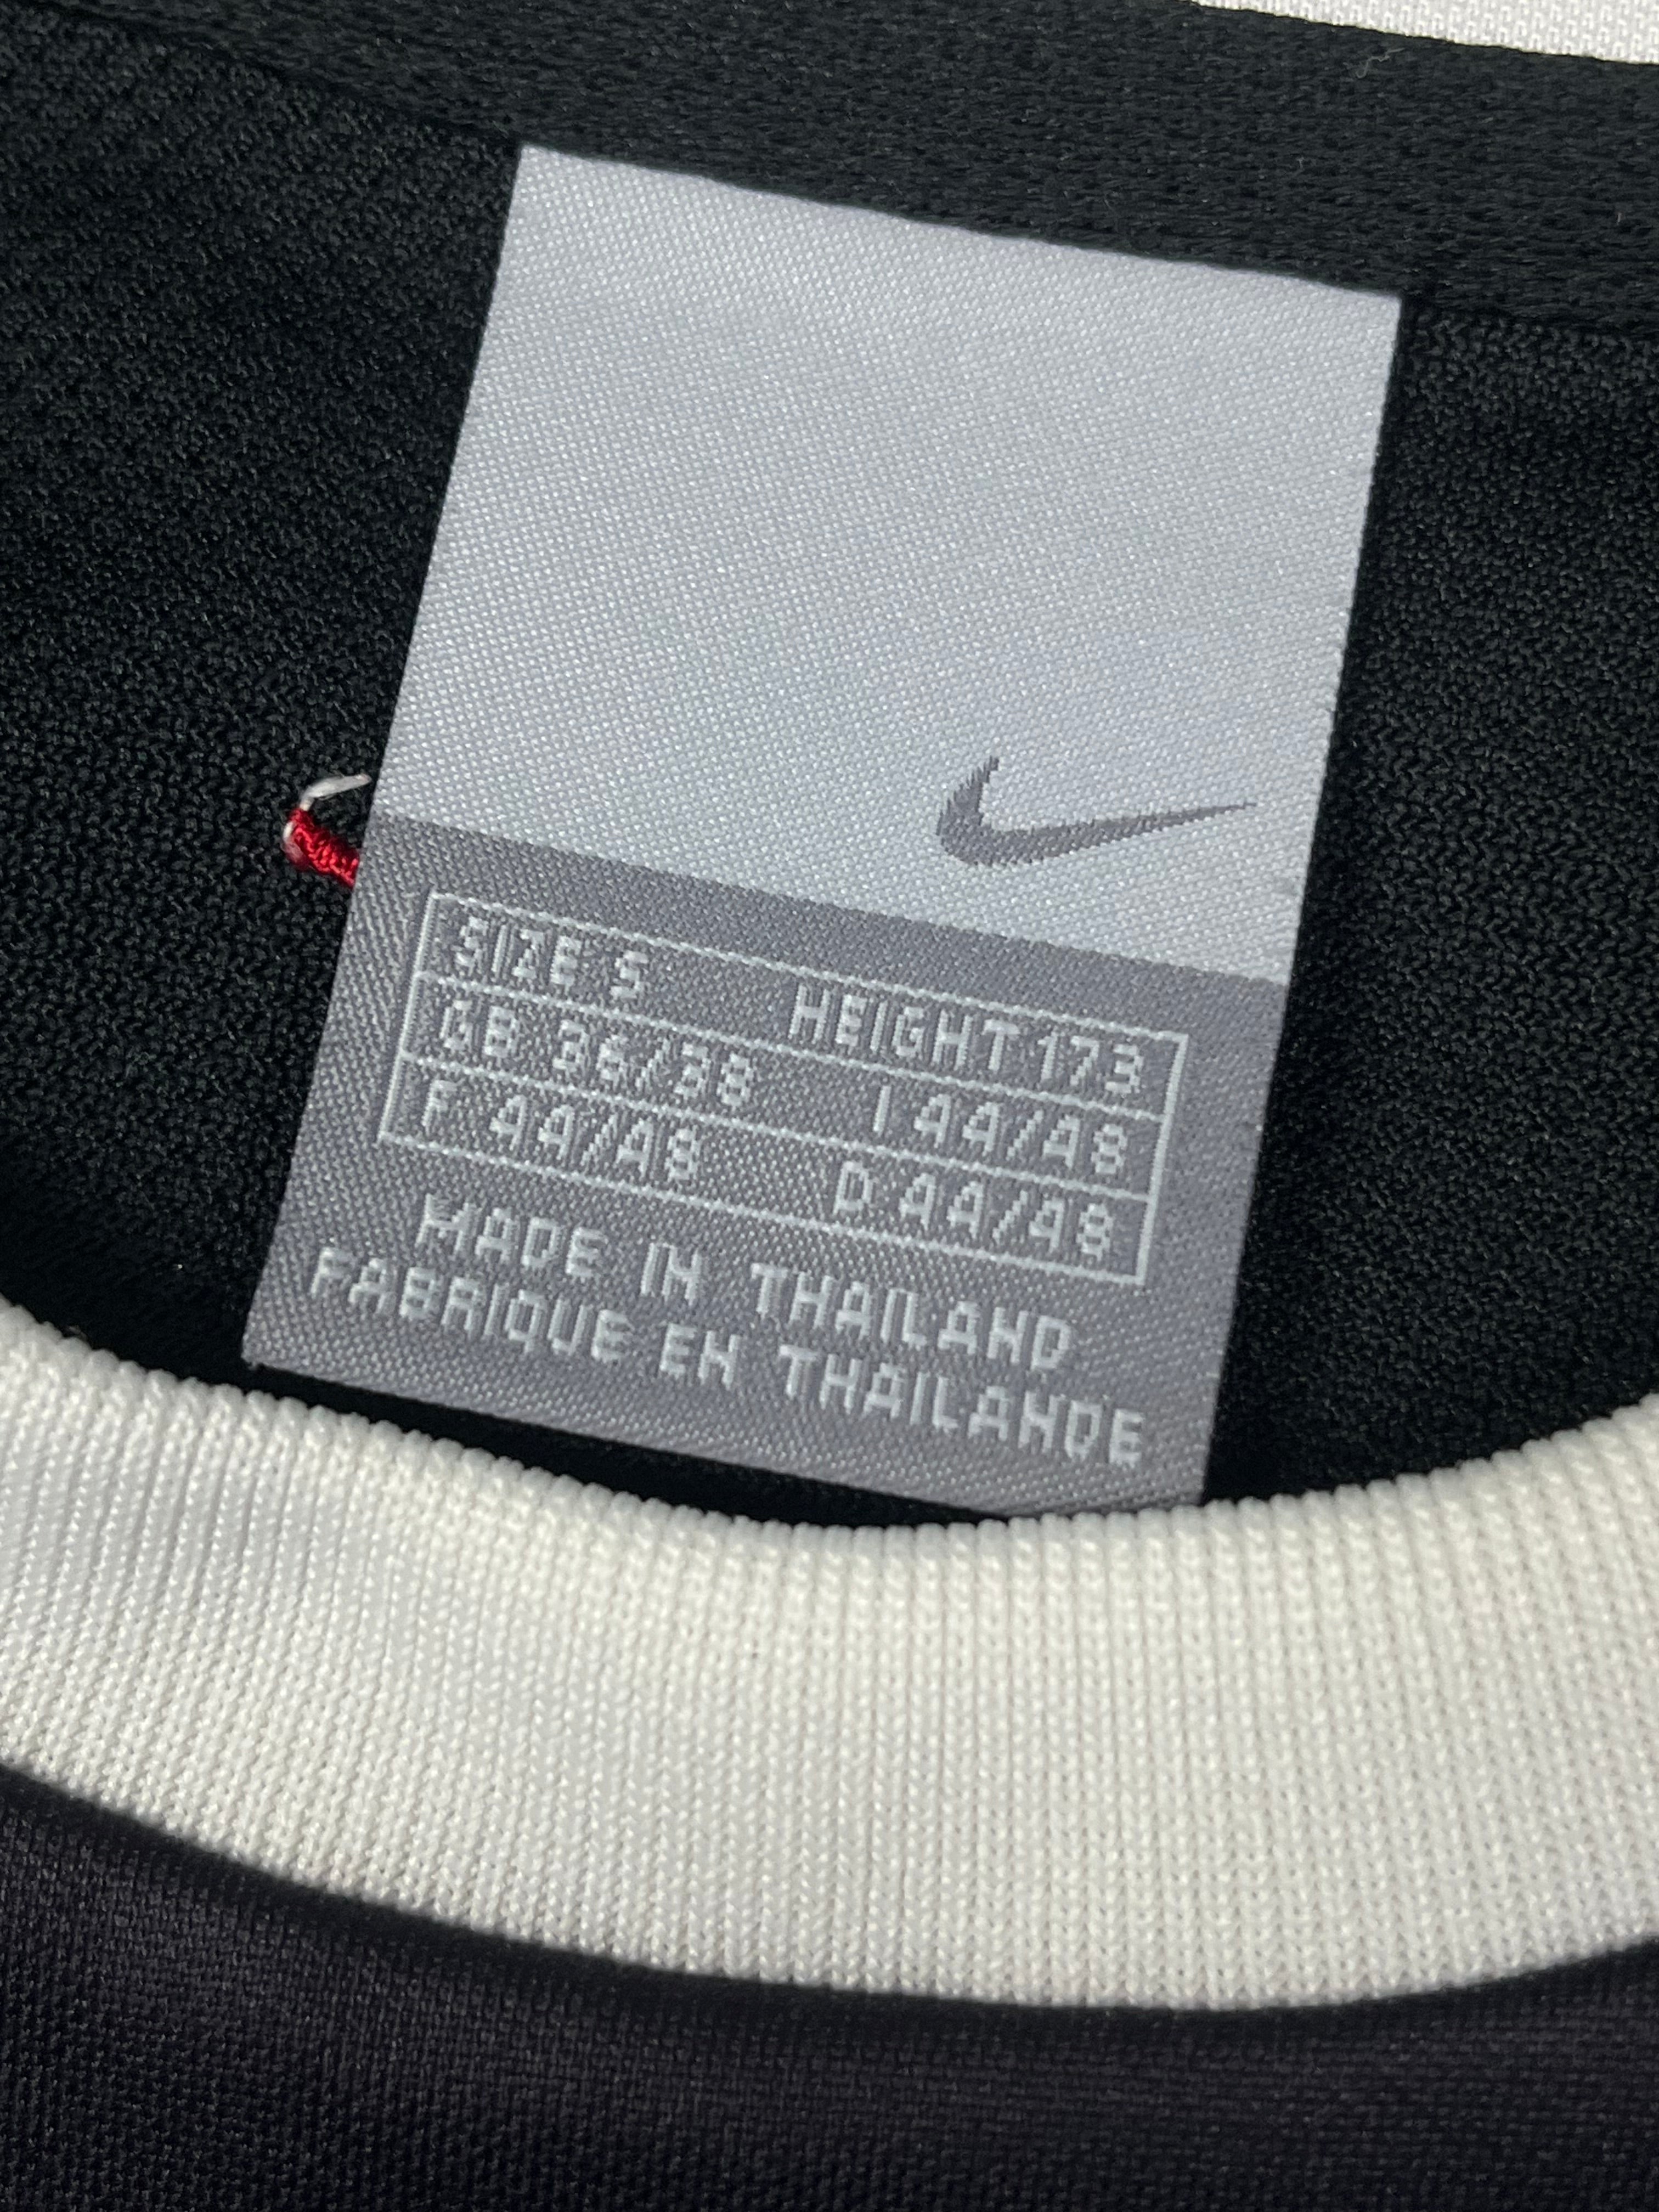 SIZE S HEIGHT 173
GB 36/38 I 44/48
F 44/48 D 44/48
MADE IN THAILAND
FABRIQUE EN THAILANDE